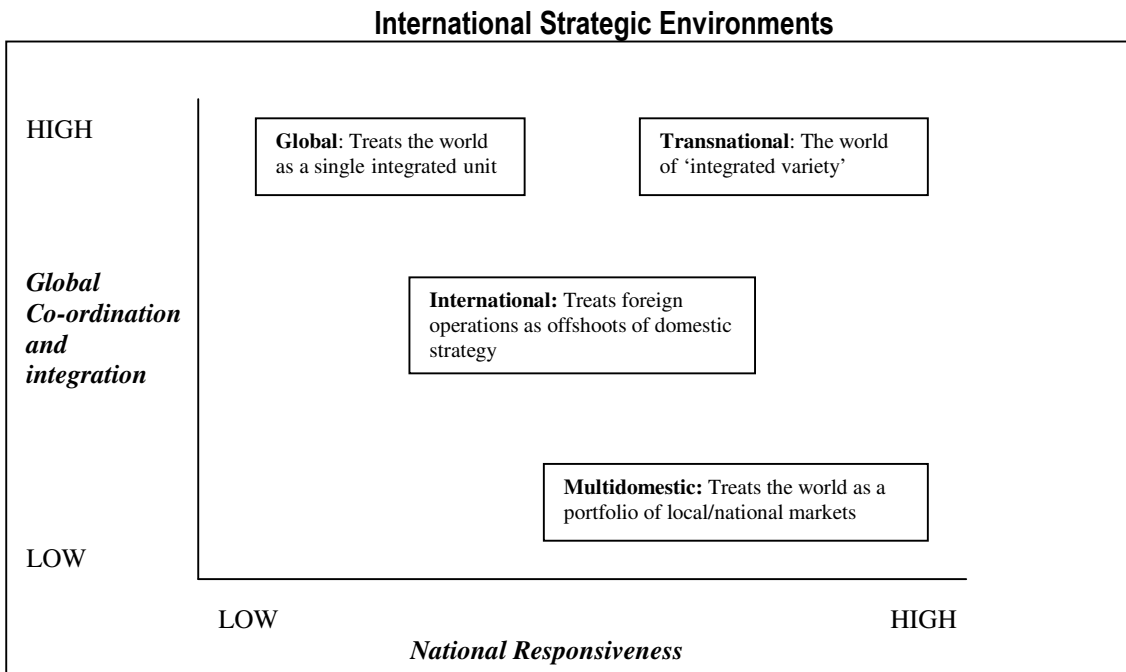 International Strategic Environments
HIGH
Global: Treats the world
as a single integrated unit
Transnational: The world
of ‘integrated variety’
Global
Co-ordination
and
integration
International: Treats foreign
operations as offshoots of domestic
strategy
Multidomestic: Treats the world as a
portfolio of local/national markets
LOW
LOW
HIGH
National Responsiveness